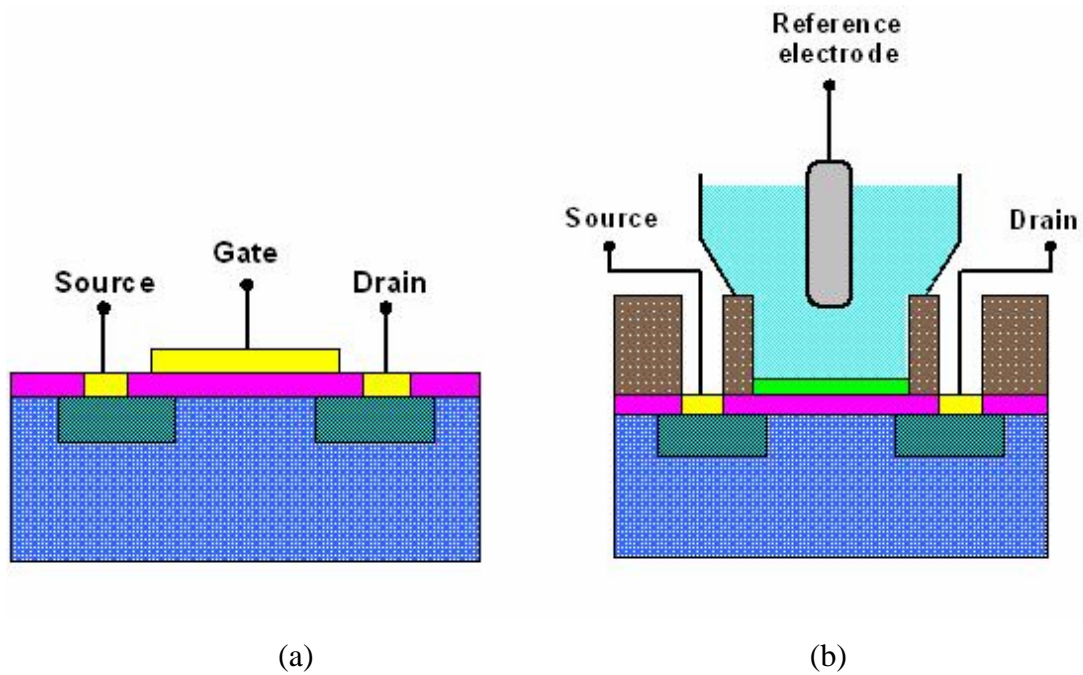 Gate
Source
Drain
Reference
electrode
Source
Drain
(a)
(b)